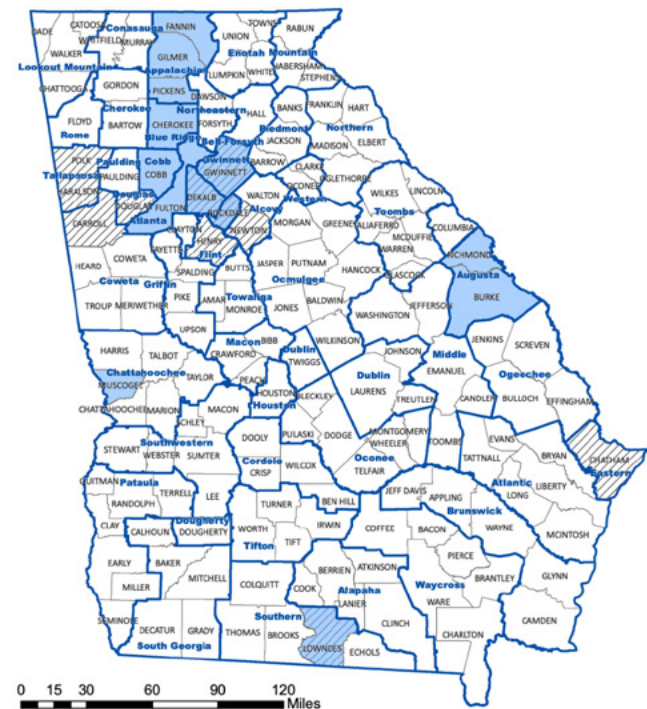 FANNIN
TOWNS
RABUN
DADE
CATOOSA
Conasauga
UNION
WHITFIELD
MURRAY
WALKER
GILMER
Enotah
Mountain
HABERSHAM
Lookout Mountain
Appalachian
LUMPKIN
WHITE
STEPHENS
CHATTOOGA
GORDON
PICKENS
DAWSON
BANKS
FRANKLIN
HART
Cherokee
Northeastern
HALL
FLOYD
BARTOW
CHEROKEE
FORSYTH
Piedmont
Northern
Rome
Blue Ridge
Bell-Forsyth
JACKSON
MADISON
ELBERT
POLK
Paulding
Cobb
Gwinnett
BARROW
CLARKE
Tallapoosa
PAULDING
COBB
GWINNETT
OCONEE
OGLETHORPE
HARALSON
Douglas
DEKALB
WALTON
Western
WILKES
LINCOLN
DOUGLAS
FULTON
ROCKDALE
Alcovy
Toombs
CARROLL
Atlanta
CLAYTON
NEWTON
MORGAN
GREENE
TALIAFERRO
COLUMBIA
HENRY
MCDUFFIE
FAYETTE
Flint
WARREN
RICHMOND
HEARD
COWETA
SPALDING
BUTTS
JASPER
PUTNAM
HANCOCK
GLASCOCK
Augusta
Coweta
Griffin
Ocmulgee
BURKE
TROUP
MERIWETHER
PIKE
LAMAR
Towaliga
MONROE
JONES
BALDWIN
JEFFERSON
WASHINGTON
UPSON
HARRIS
TALBOT
Macon
BIBB
WILKINSON
JENKINS
SCREVEN
CRAWFORD
Dublin
JOHNSON
Middle
Chattahoochee
TAYLOR
PEACH
TWIGGS
Dublin
EMANUEL
Ogeechee
MUSCOGEE
HOUSTON
LAURENS
CHATTAHOOCHEE
MARION
MACON
Houston
BLECKLEY
TREUTLEN
CANDLER
BULLOCH
EFFINGHAM
SCHLEY
DOOLY
PULASKI
DODGE
MONTGOMERY
STEWART
Southwestern
WHEELER
TOOMBS
EVANS
CHATHAM
WEBSTER
SUMTER
Cordele
WILCOX
Oconee
TATTNALL
BRYAN
Eastern
CRISP
TELFAIR
QUITMAN
Pataula
Atlantic
LIBERTY
RANDOLPH
TERRELL
LEE
TURNER
BEN HILL
JEFF DAVIS
APPLING
LONG
CLAY
CALHOUN
Dougherty
DOUGHERTY
WORTH
IRWIN
COFFEE
BACON
Brunswick
WAYNE
Tifton
TIFT
MCINTOSH
EARLY
BAKER
BERRIEN
ATKINSON
PIERCE
MILLER
MITCHELL
COLQUITT
COOK
Alapaha
Waycross
BRANTLEY
GLYNN
LANIER
WARE
SEMINOLE
Southern
CLINCH
DECATUR
GRADY
THOMAS
BROOKS
CHARLTON
CAMDEN
South Georgia
LOWNDES
ECHOLS
0 15 30 60 90 120
Miles